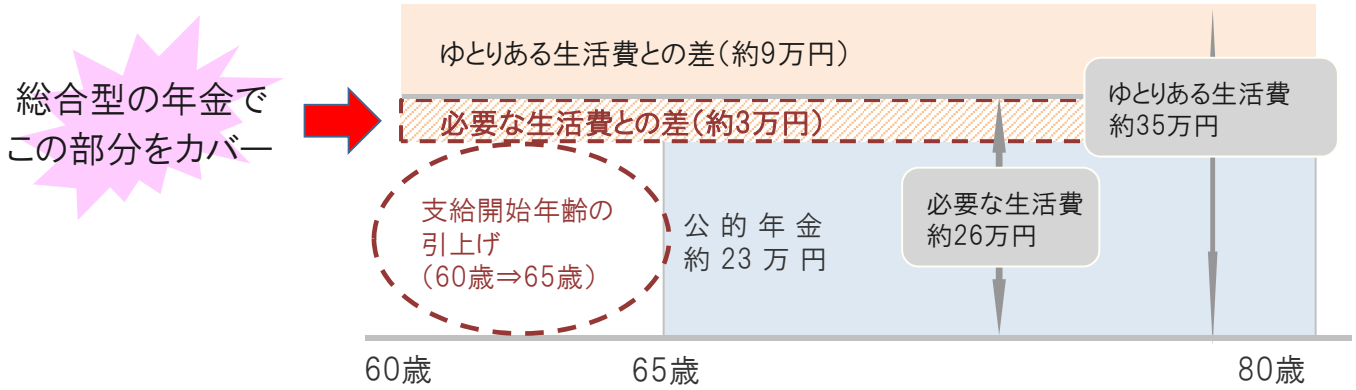 ゆとりある生活費との差（約9万円）
総合型の年金で
この部分をカバー
必要な生活費との差（約3万円）
ゆとりある生活費
約35万円
支給開始年齢の
引上げ
（60歳⇒65歳）
公的年金
約23万円
必要な生活費
約26万円
60歳
65歳
80歳